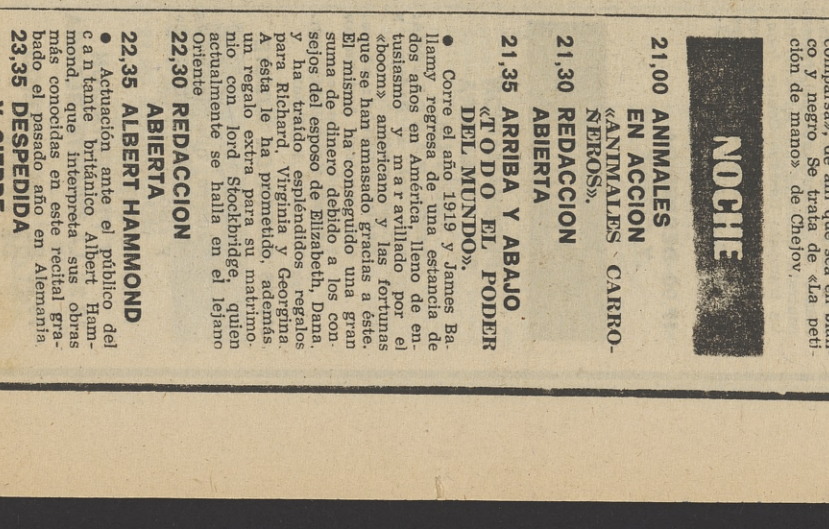 co y negro Se trata de «La peti-
ción de mano». de Chejov.
NOCHE
21,00 ANIMALES
EN ACCION
«ANIMALES CARRO-
ÑEROS».
21,30 REDACCION
ABIERTA
21,35 ARRIBA Y ABAJO
«TODO EL PODER
DEL MUNDO».
● Corre el año 1919 y James Ba-
llamy regresa de una estancia de
dos años en América, lleno de en-
tusiasmo y maravillado por el
«boom» americano y las fortunas
que se han amasado gracias a éste.
El mismo ha conseguido una gran
suma de dinero debido a los con-
sejos del esposo de Elizabeth, Dana,
y ha traído espléndidos regalos
para Richard, Virginia y Georgina.
A ésta le ha prometido, además,
un regalo extra para su matrimo-
nio con lord Stockbridge, quien
actualmente se halla en el lejano
Oriente
22,30 REDACCION
ABIERTA
22,35 ALBERT HAMMOND
● Actuación ante el público del
cantante británico Albert Ham-
mond, que interpreta sus obras
más conocidas en este recital gra-
bado el pasado año en Alemania
23,35 DESPEDIDA
Y CIERRE